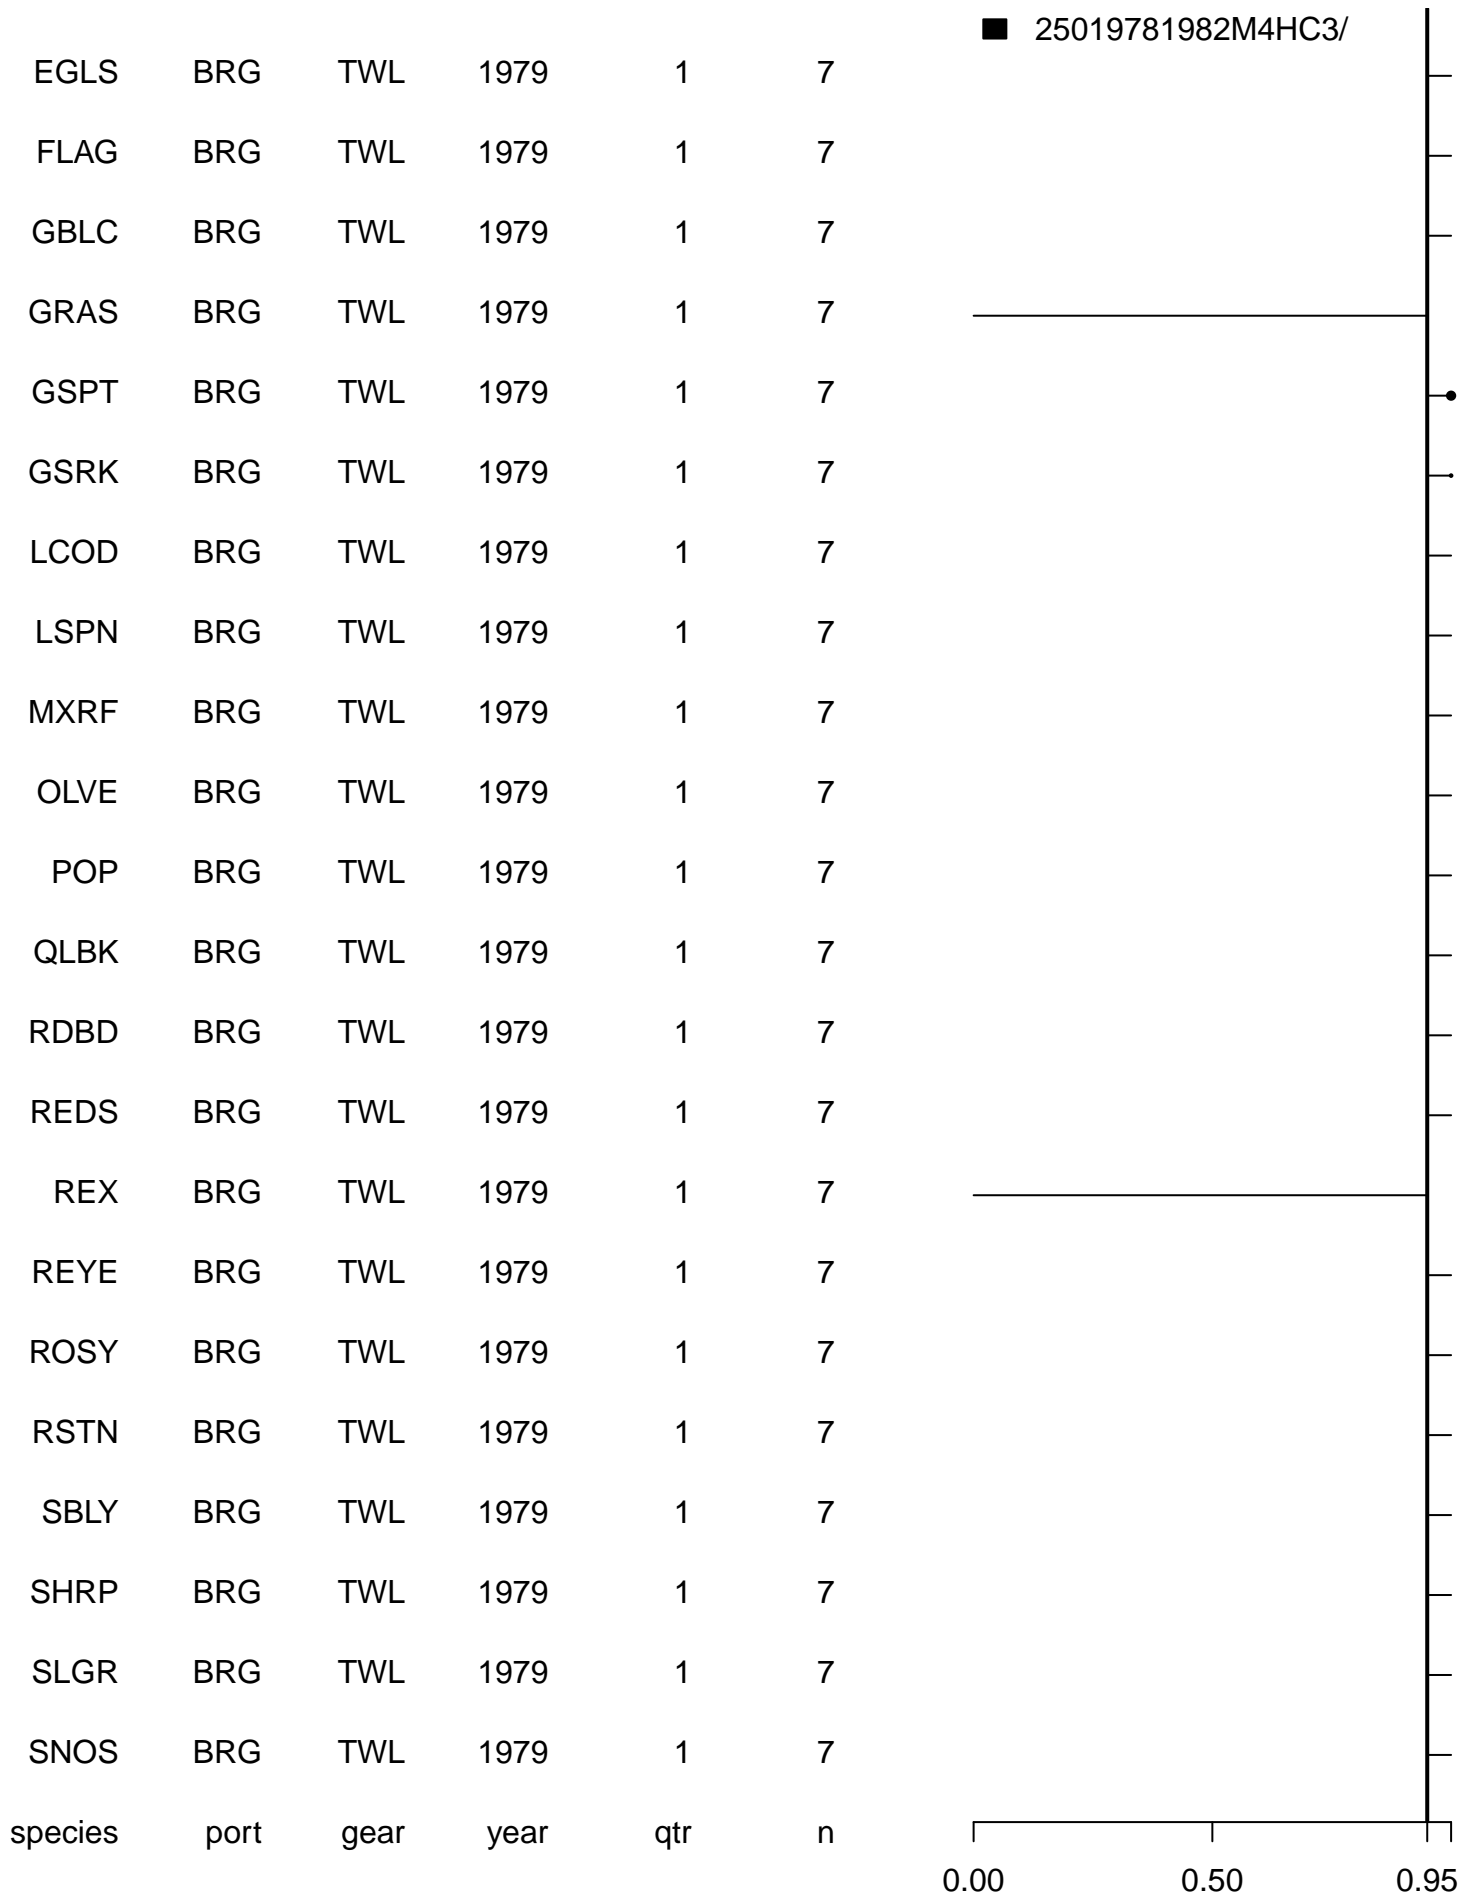 25019781982M4HC3/
EGLS BRG TWL 1979 1 7
FLAG BRG TWL 1979 1 7
GBLC BRG TWL 1979 1 7
GRAS BRG TWL 1979 1 7
GSPT BRG TWL 1979 1 7
GSRK BRG TWL 1979 1 7
LCOD BRG TWL 1979 1 7
LSPN BRG TWL 1979 1 7
MXRF BRG TWL 1979 1 7
OLVE BRG TWL 1979 1 7
POP BRG TWL 1979 1 7
QLBK BRG TWL 1979 1 7
RDBD BRG TWL 1979 1 7
REDS BRG TWL 1979 1 7
REX BRG TWL 1979 1 7
REYE BRG TWL 1979 1 7
ROSY BRG TWL 1979 1 7
RSTN BRG TWL 1979 1 7
SBLY BRG TWL 1979 1 7
SHRP BRG TWL 1979 1 7
SLGR BRG TWL 1979 1 7
SNOS BRG TWL 1979 1 7
species port gear year qtr n
0.00 0.50 0.95